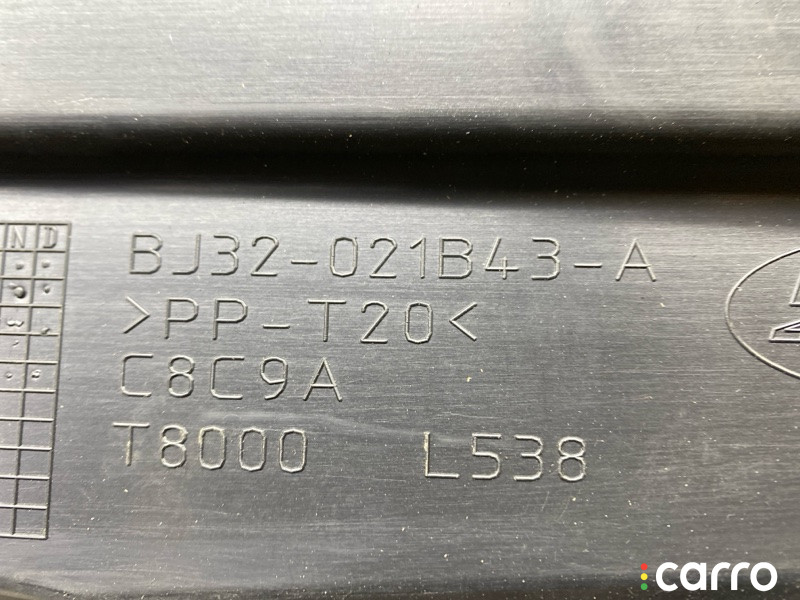 N D
BJ32-021B43-A
>PP-T20<
C8C9A
T8000 L538
carro